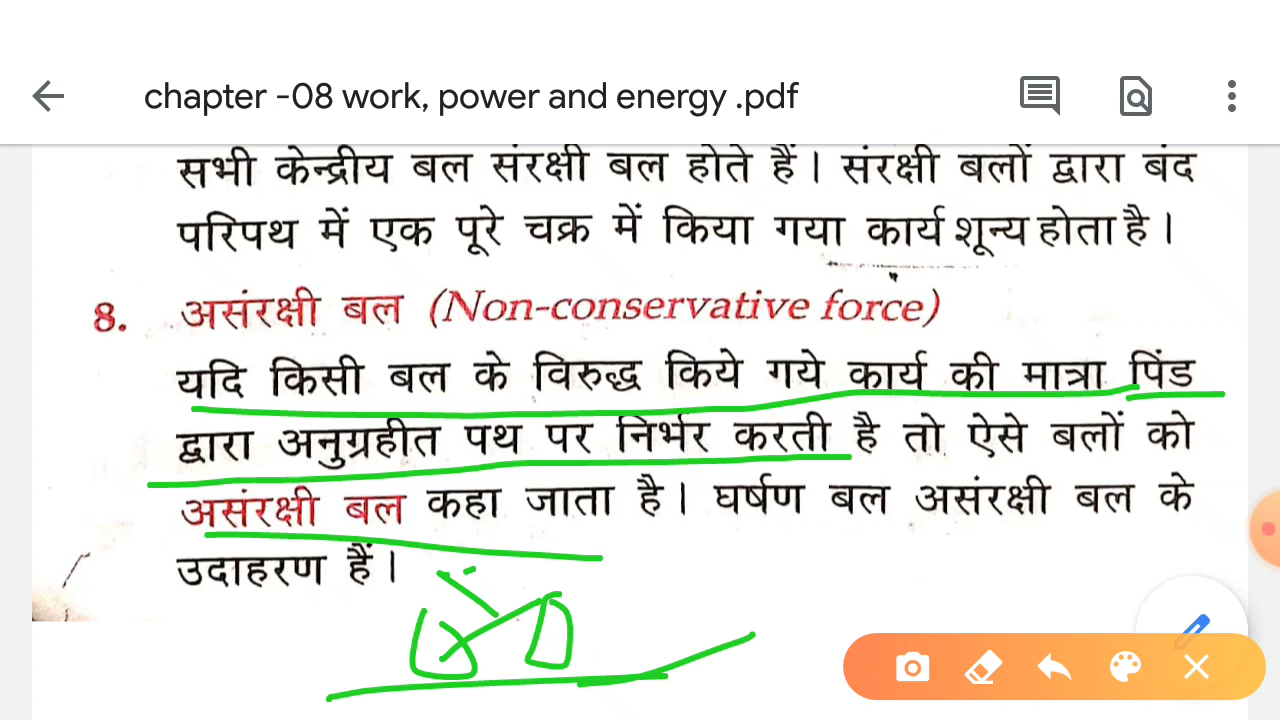 chapter -08 work, power and energy .pdf
सभी केन्द्रीय बल संरक्षी बल होते हैं। संरक्षी बलों द्वारा बंद
परिपथ में एक पूरे चक्र में किया गया कार्य शून्य होता है।
8. असंरक्षी बल (Non-conservative force)
यदि किसी बल के विरुद्ध किये गये कार्य की मात्रा पिंड
द्वारा अनुग्रहीत पथ पर निर्भर करती है तो ऐसे बलों को
असंरक्षी बल कहा जाता है। घर्षण बल असंरक्षी बल के
उदाहरण हैं।